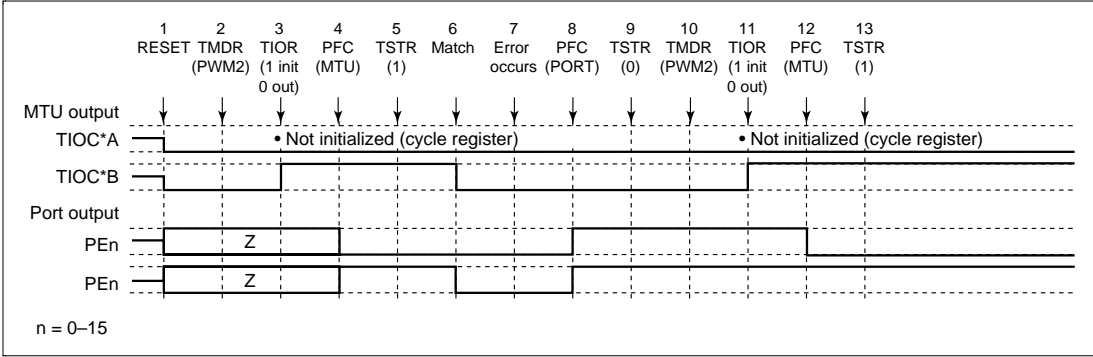 1 2 3 4 5 6 7 8 9 10 11 12 13
RESET TMDR TIOR PFC TSTR Match Error PFC TSTR TMDR TIOR PFC TSTR
(PWM2) (1 init (MTU) (1) occurs (PORT) (0) (PWM2) (1 init (MTU) (1)
0 out) 0 out)
MTU output
TIOC*A • Not initialized (cycle register) • Not initialized (cycle register)
TIOC*B
Port output
PEn Z
PEn Z
n = 0–15